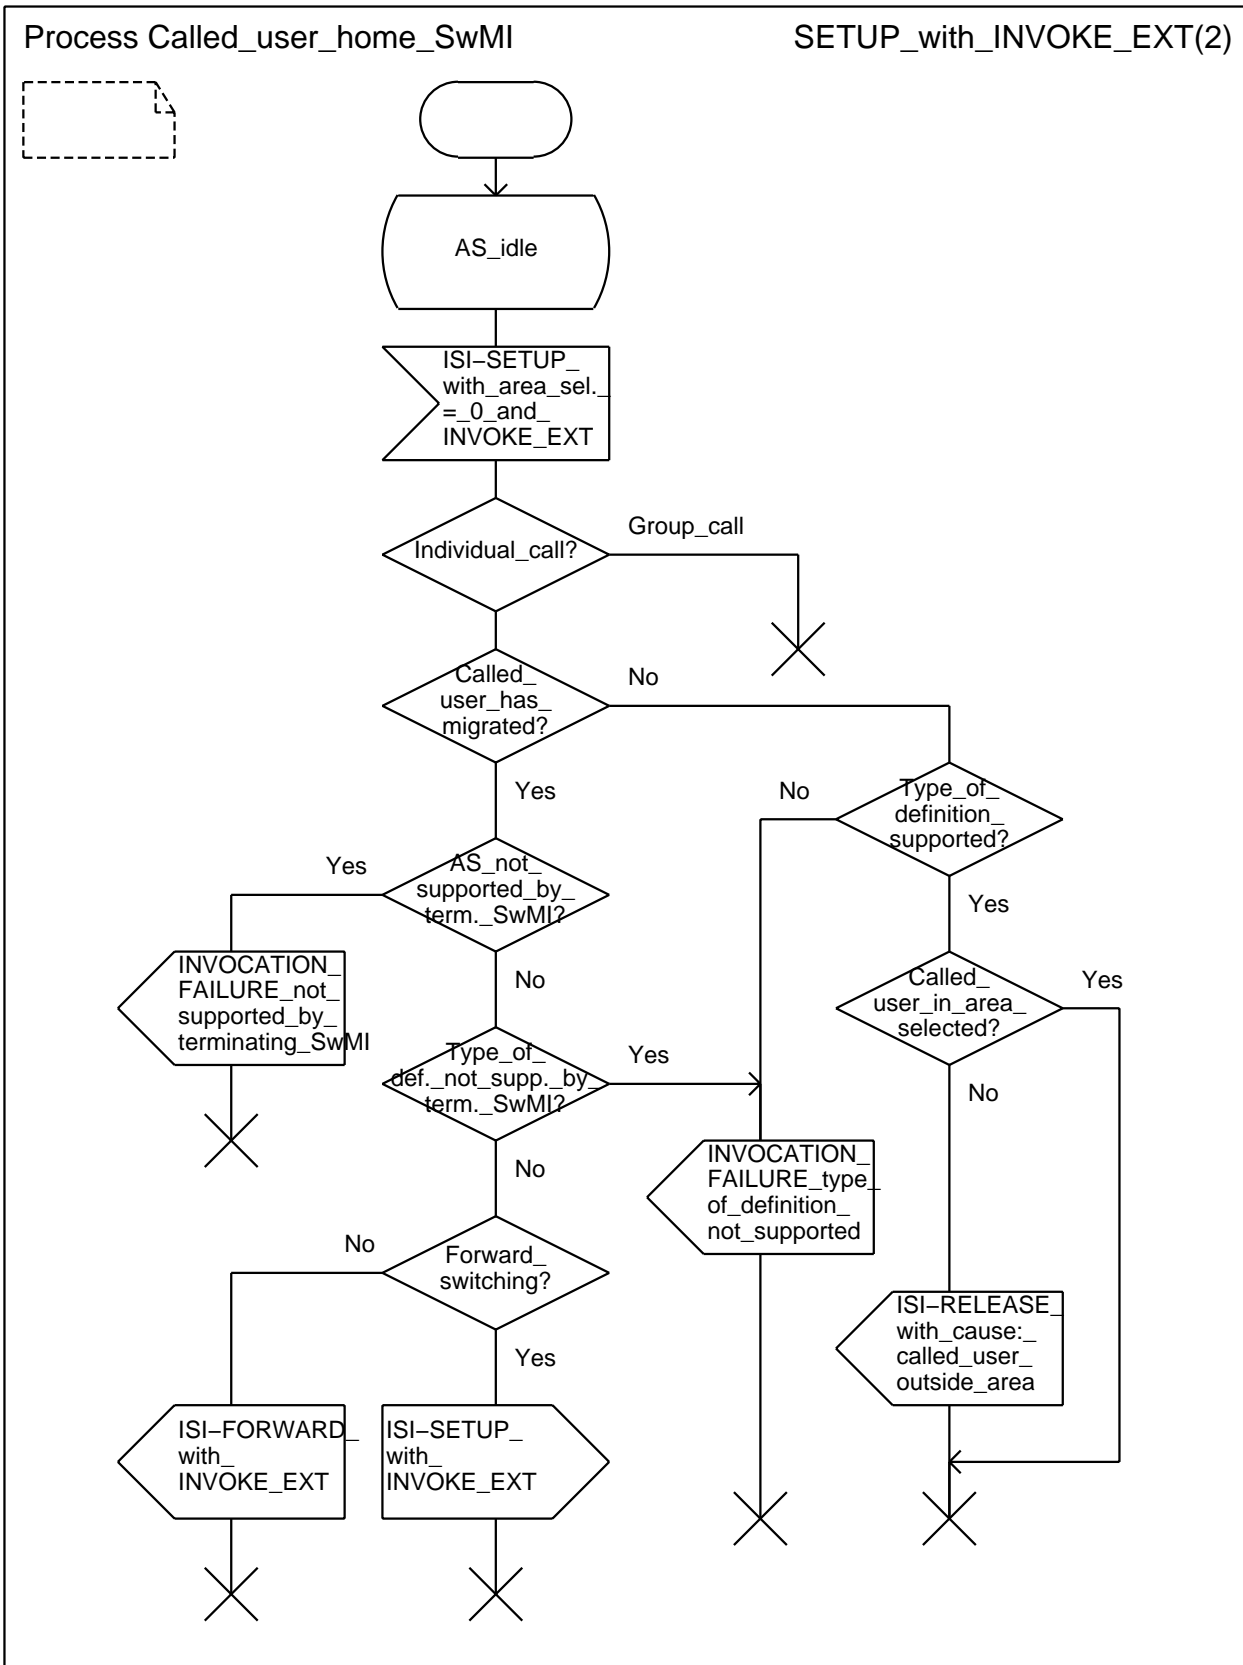 Process Called_user_home_SwMI
SETUP_with_INVOKE_EXT(2)
AS_idle
ISI−SETUP_
with_area_sel._
=_0_and_
INVOKE_EXT
Individual_call?
Group_call
Called_
user_has_
migrated?
No
Yes
Type_of_
definition_
supported?
No
Yes
AS_not_
supported_by_
term._SwMI?
Yes
No
INVOCATION_
FAILURE_not_
supported_by_
terminating_SwMI
Called_
user_in_area_
selected?
Yes
No
Type_of_
def._not_supp._by_
term._SwMI?
Yes
No
INVOCATION_
FAILURE_type_
of_definition_
not_supported
Forward_
switching?
No
Yes
ISI−RELEASE_
with_cause:_
called_user_
outside_area
ISI−FORWARD_
with_
INVOKE_EXT
ISI−SETUP_
with_
INVOKE_EXT